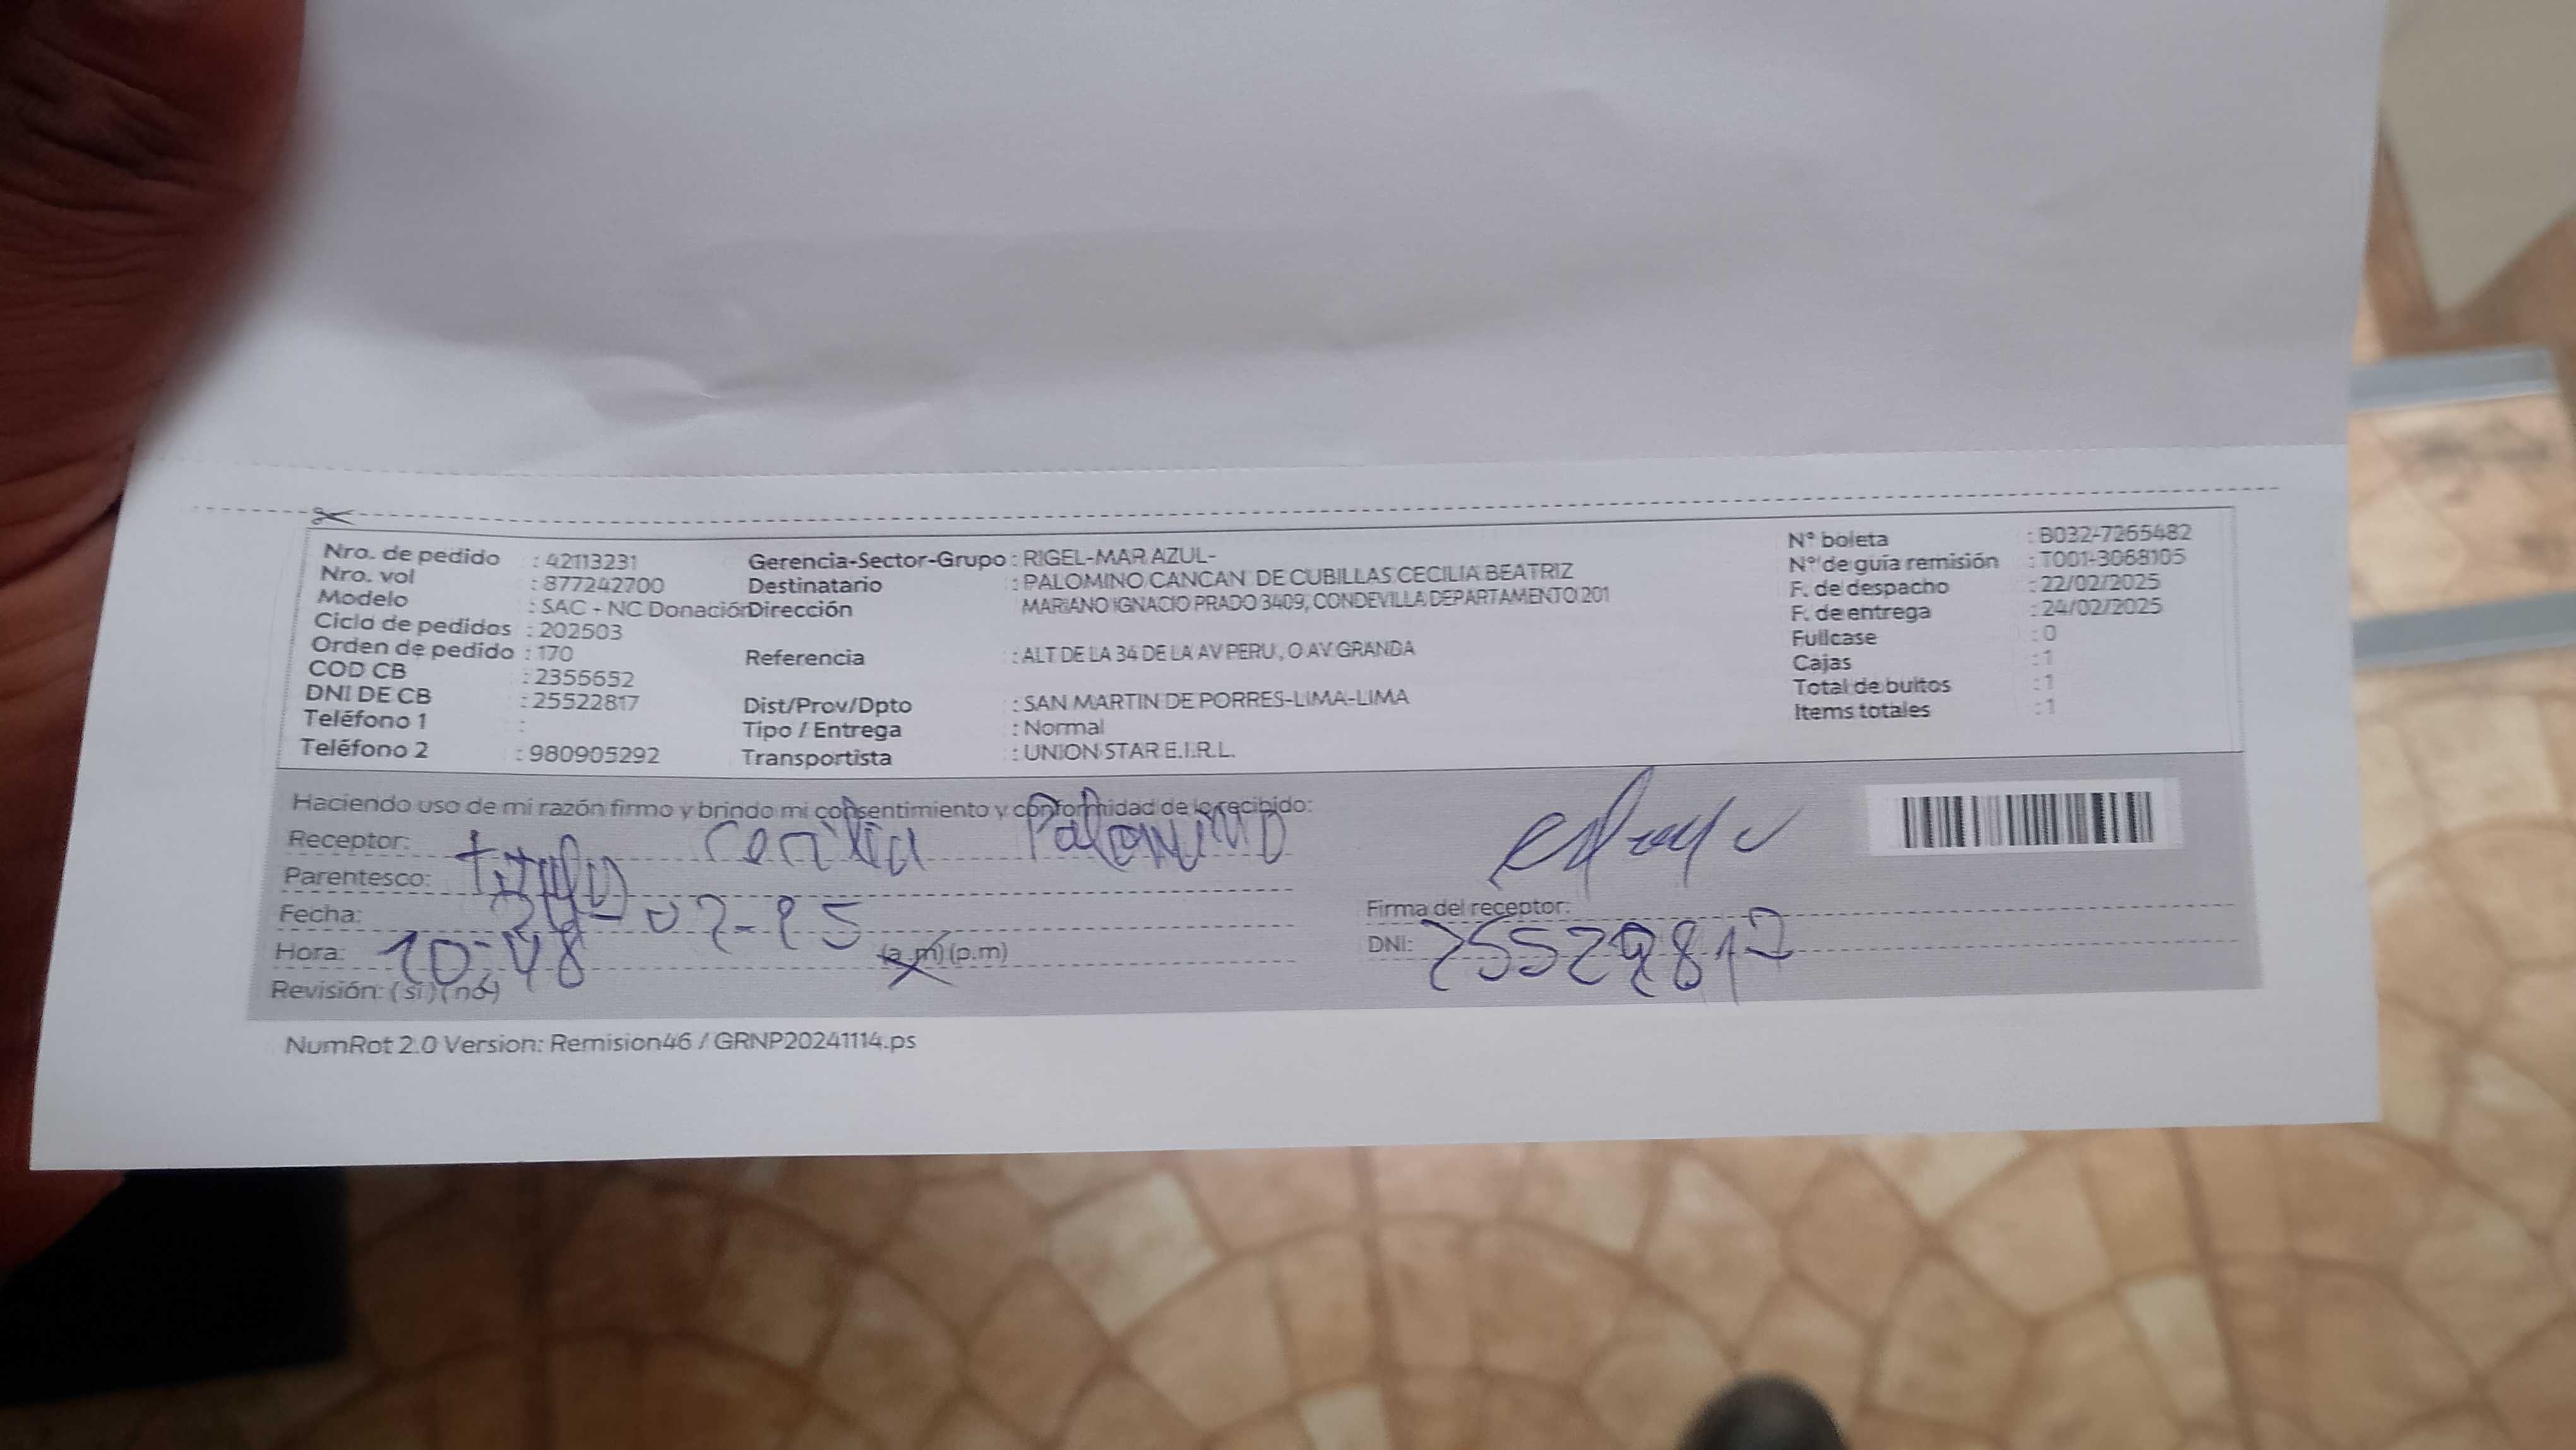 Nro. de pedido : 42113231
Nro. vol : 877242700
Modelo : SAC - NC Donación
Ciclo de pedidos : 202503
Orden de pedido : 170
COD CB : 2355652
DNI DE CB : 25522817
Teléfono 1 :
Teléfono 2 : 980905292
Gerencia-Sector-Grupo : RIGEL-MAR AZUL-
Destinatario : PALOMINO CANCAN DE CUBILLAS CECILIA BEATRIZ
Dirección MARIANO IGNACIO PRADO 3409, CONDEVILLA DEPARTAMENTO 201
Referencia : ALT DE LA 34 DE LA AV PERU , O AV GRANDA
Dist/Prov/Dpto : SAN MARTIN DE PORRES-LIMA-LIMA
Tipo / Entrega : Normal
Transportista : UNION STAR E.I.R.L.
N° boleta : B032-7265482
N° de guía remisión : T001-3068105
F. de despacho : 22/02/2025
F. de entrega : 24/02/2025
Fullcase : 0
Cajas : 1
Total de bultos : 1
Items totales : 1
Haciendo uso de mi razón firmo y brindo mi consentimiento y conformidad de lo recibido:
Receptor: Cecilia Palomino
Parentesco:
Fecha: 24-02-25
Hora: 10:48 (a.m) (p.m)
Revisión: (si) (no)
Firma del receptor:
DNI:
NumRot 2.0 Version: Remision46 / GRNP20241114.ps